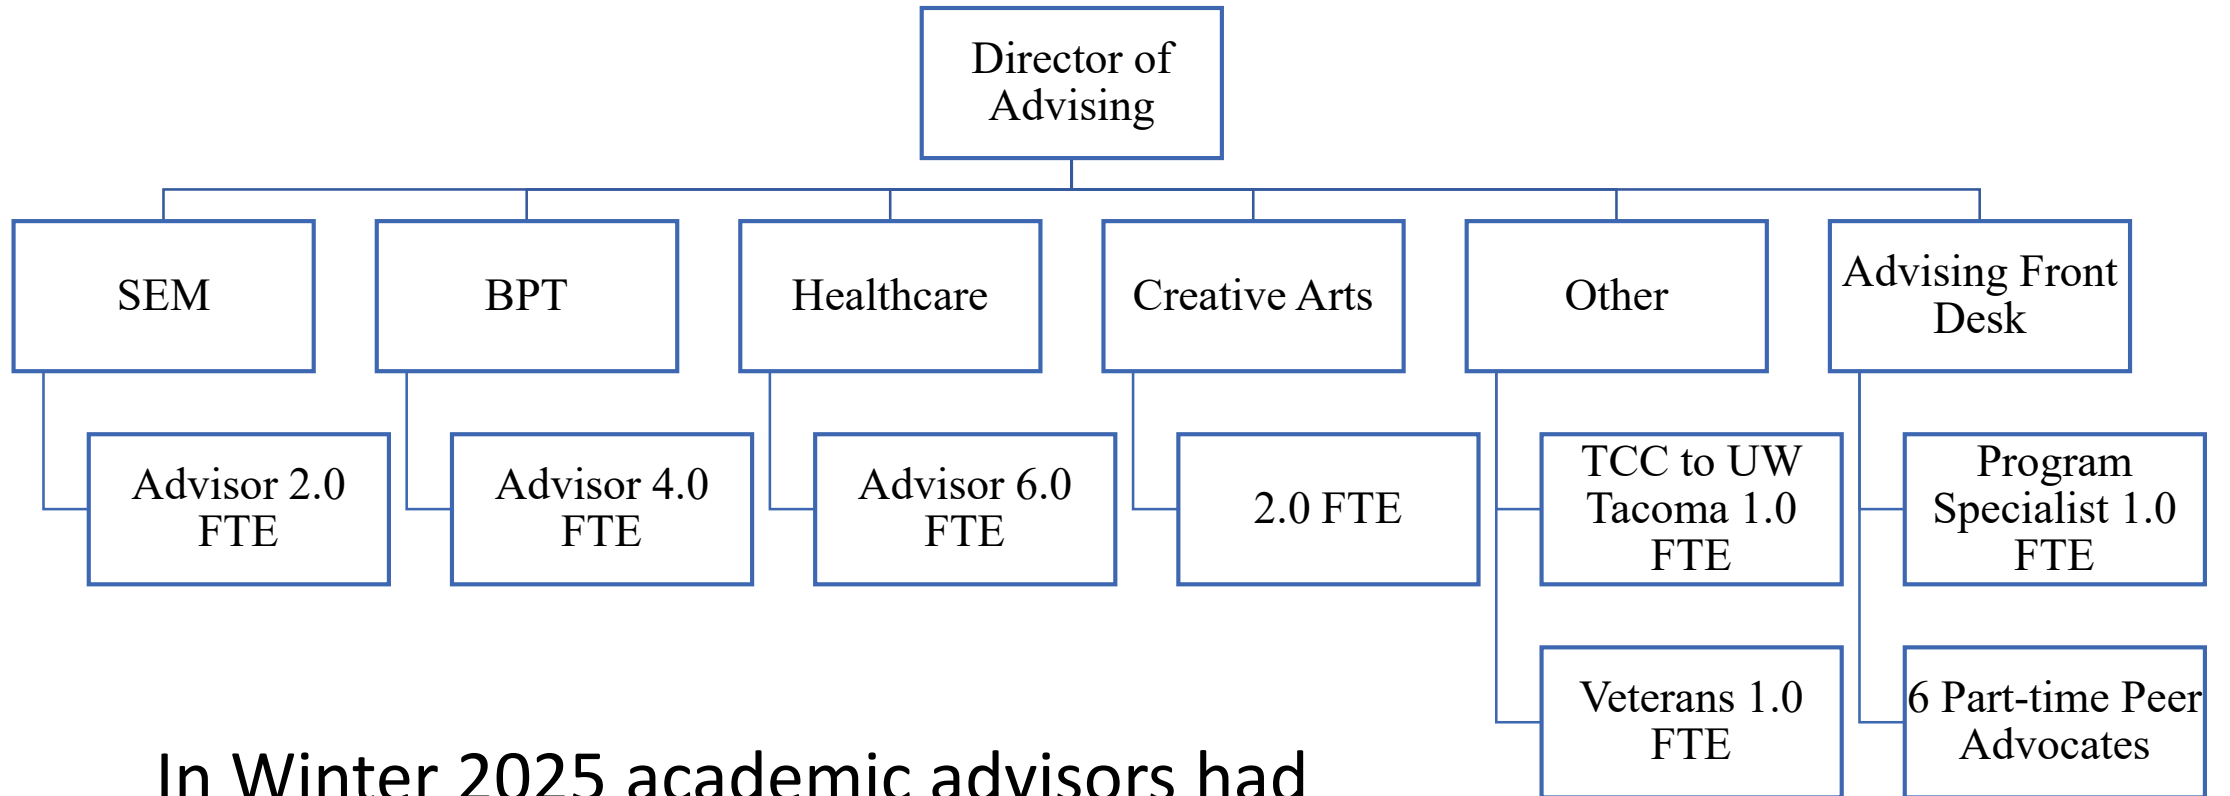 Director of
Advising
SEM
BPT
Healthcare
Creative Arts
Other
Advising Front
Desk
Advisor 2.0
FTE
Advisor 4.0
FTE
Advisor 6.0
FTE
2.0 FTE
TCC to UW
Tacoma 1.0
FTE
Program
Specialist 1.0
FTE
Veterans 1.0
FTE
6 Part-time Peer
Advocates
In Winter 2025 academic advisors had